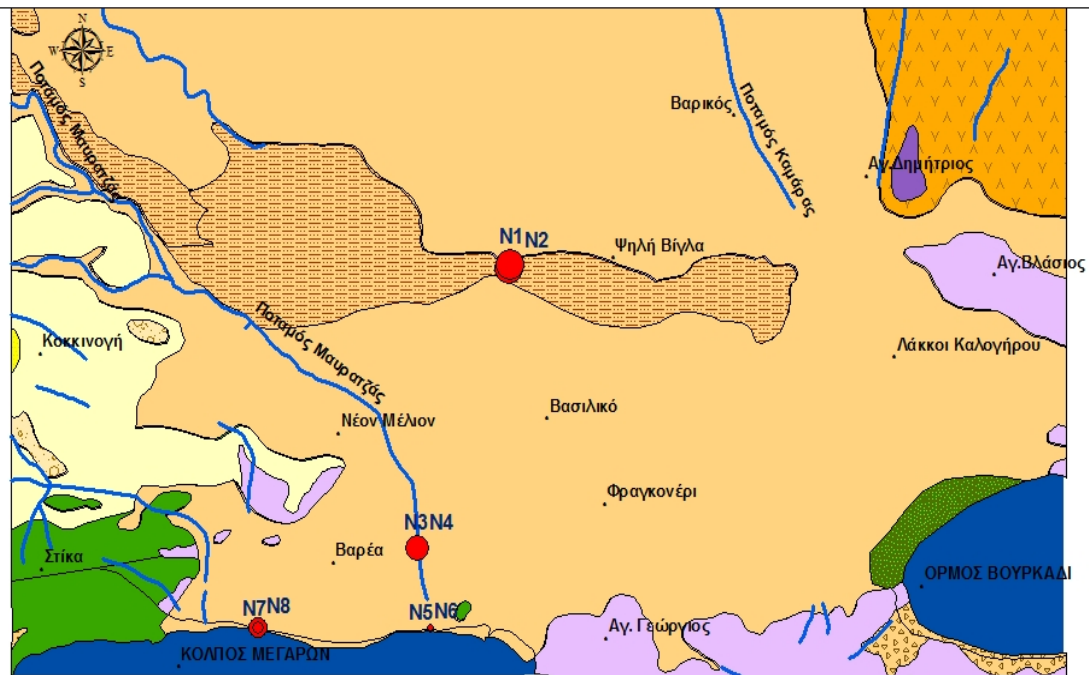 N
W E
S
Ποταμός Μαυρατζάς
Βαρικός
Ποταμός Καμάρας
Αγ.Δημήτριος
N1 N2
Ψηλή Βίγλα
Αγ.Βλάσιος
Ποταμός Μαυρατζάς
Κοκκινογή
Λάκκοι Καλογήρου
Νέον Μέλιον
Βασιλικό
Φραγκονέρι
N3 N4
Στίκα
Βαρέα
ΟΡΜΟΣ ΒΟΥΡΚΑΔΙ
N7 N8
N5 N6
Αγ. Γεώργιος
ΚΟΛΠΟΣ ΜΕΓΑΡΩΝ